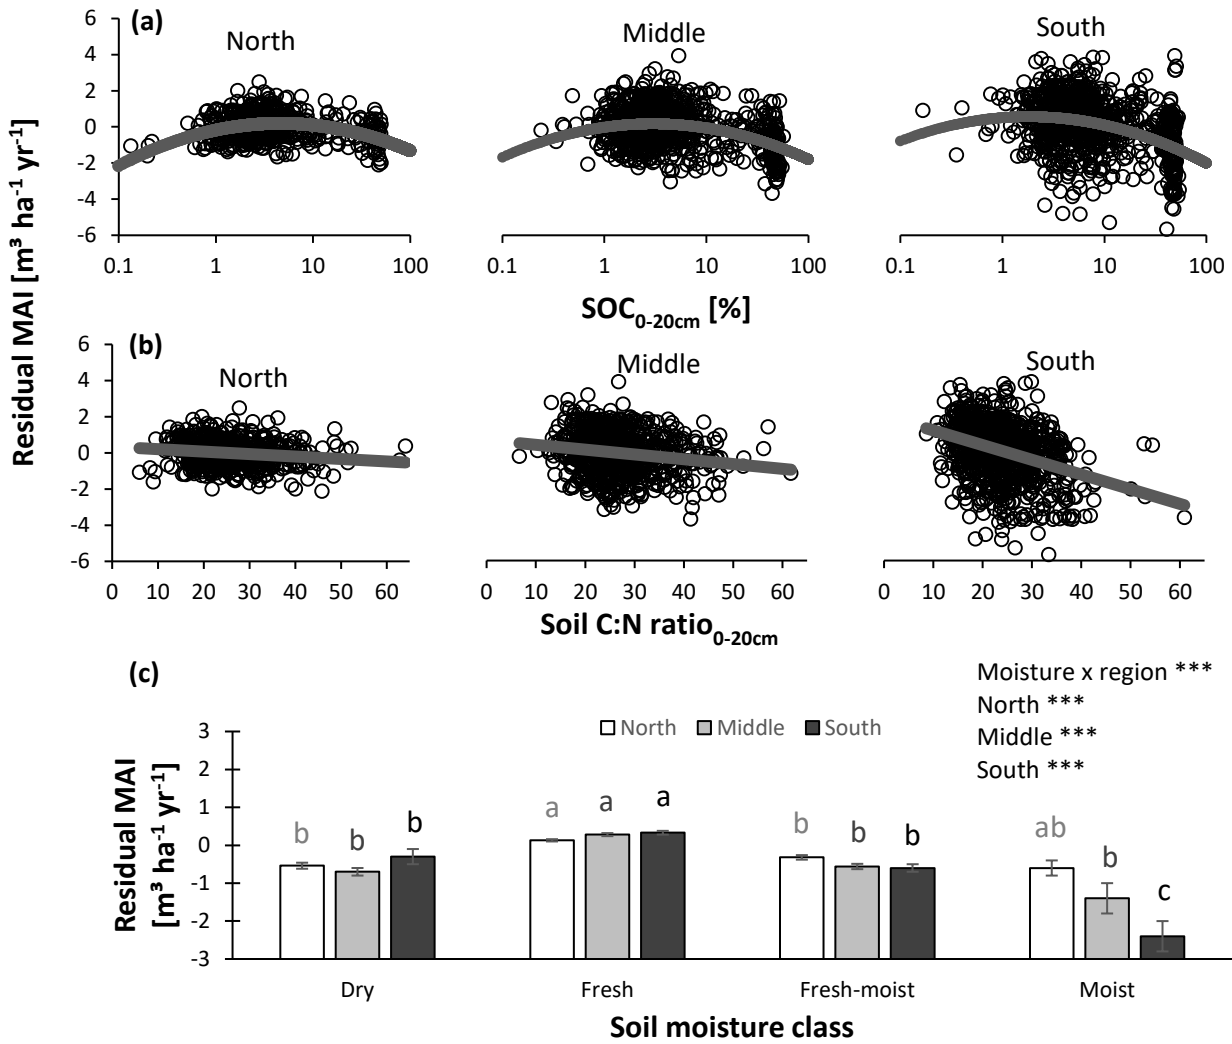 (a)
North
Middle
South
Residual MAI [m³ ha⁻¹ yr⁻¹]
6
4
2
0
-2
-4
-6
0.1 1 10 100
0.1 1 10 100
0.1 1 10 100
SOC0-20cm [%]
(b)
North
Middle
South
6
4
2
0
-2
-4
-6
0 10 20 30 40 50 60
0 10 20 30 40 50 60
0 10 20 30 40 50 60
Soil C:N ratio0-20cm
(c)
Moisture x region ***
North ***
Middle ***
South ***
North Middle South
Residual MAI
[m³ ha⁻¹ yr⁻¹]
3
2
1
0
-1
-2
-3
b b b
a a a
b b b
ab b c
Dry Fresh Fresh-moist Moist
Soil moisture class